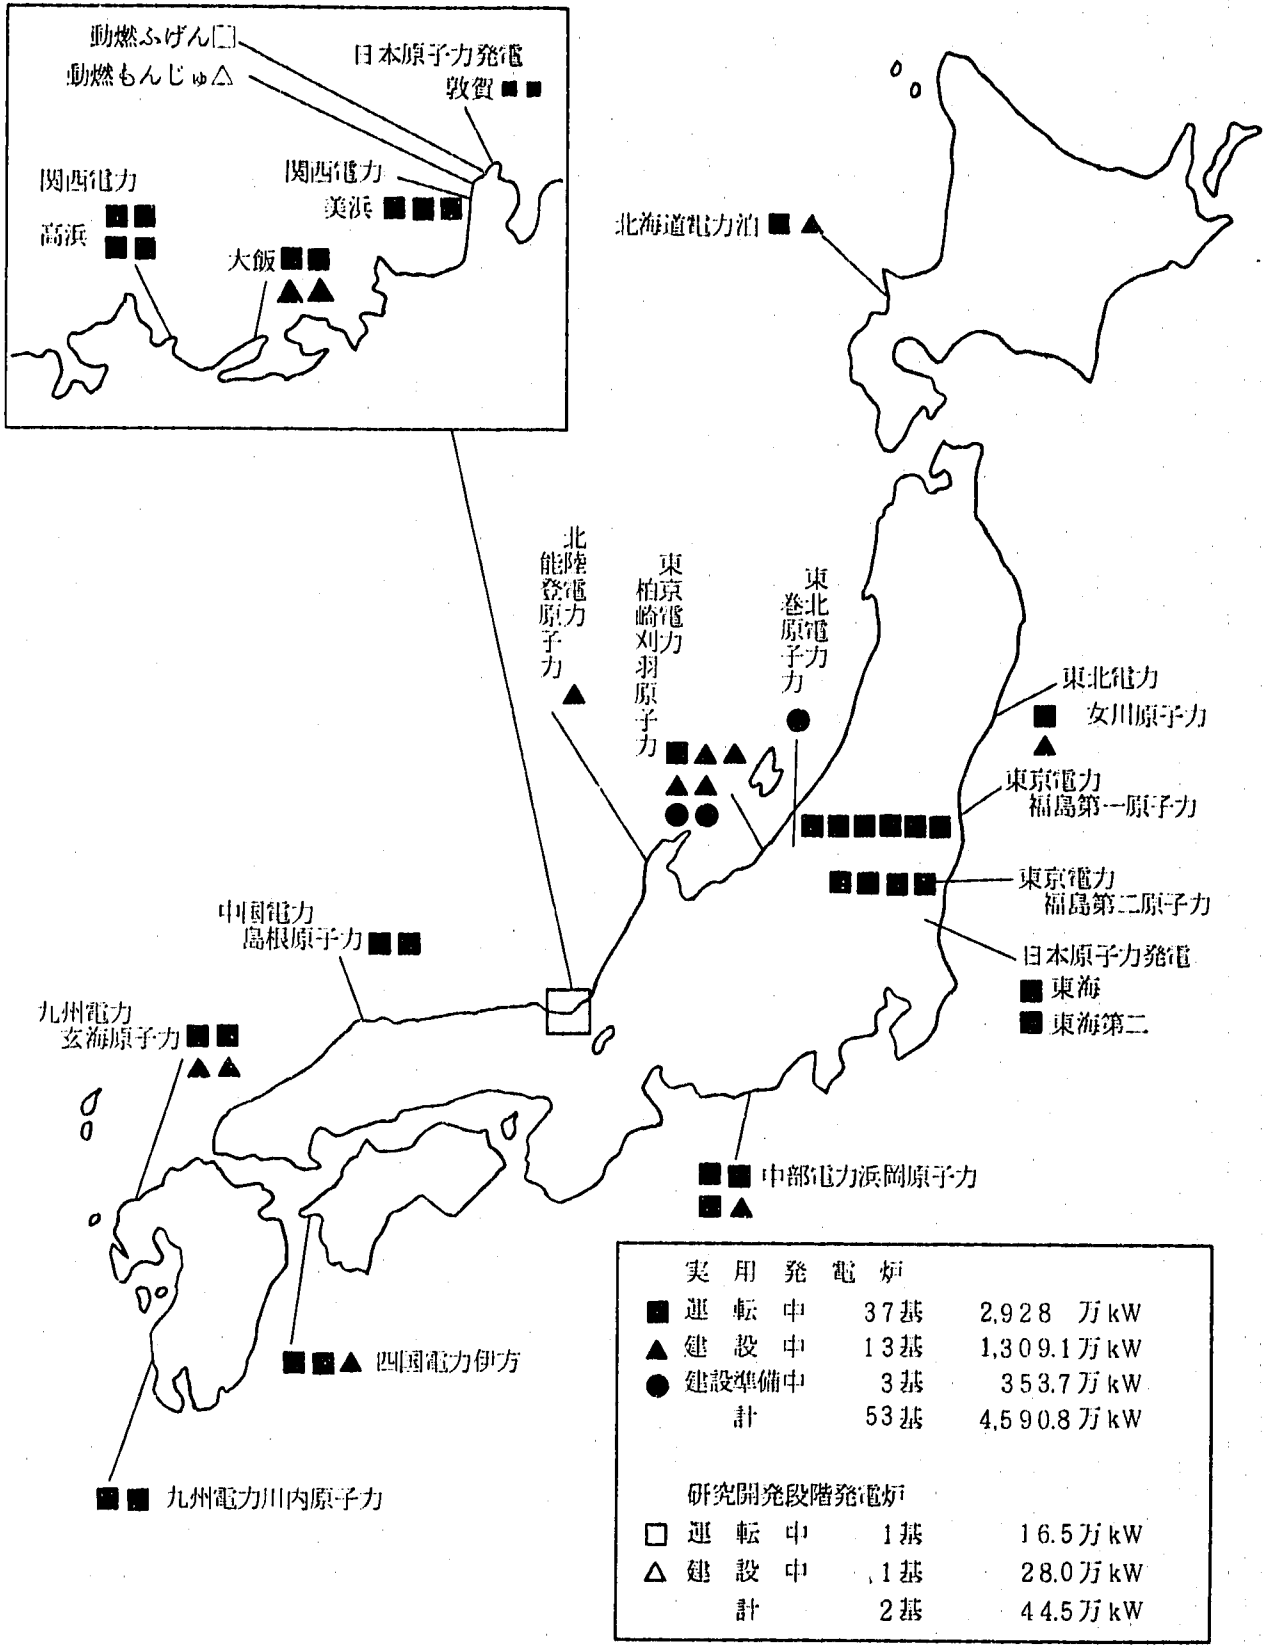 動燃ふげん□
動燃もんじゅ△
日本原子力発電
敦賀 ■ ■
関西電力
美浜 ■ ■ ■
関西電力
高浜 ■ ■
■ ■
大飯 ■ ■
▲ ▲
北海道電力泊 ■ ▲
北陸電力
能登原子力
▲
東京電力
柏崎刈羽原子力
■ ▲ ▲
▲ ▲
● ●
東北電力
巻原子力
●
東北電力
■ 女川原子力
▲
東京電力
福島第一原子力
■ ■ ■ ■ ■ ■
東京電力
福島第二原子力
■ ■ ■ ■
日本原子力発電
■ 東海
■ 東海第二
中国電力
島根原子力 ■ ■
九州電力
玄海原子力 ■ ■
▲ ▲
■ ■ 中部電力浜岡原子力
■ ▲
■ ■ ▲ 四国電力伊方
■ ■ 九州電力川内原子力
実用発電炉
■ 運転中 37基 2,928 万kW
▲ 建設中 13基 1,309.1万kW
● 建設準備中 3基 353.7万kW
計 53基 4,590.8万kW
研究開発段階発電炉
□ 運転中 1基 16.5万kW
△ 建設中 1基 28.0万kW
計 2基 44.5万kW